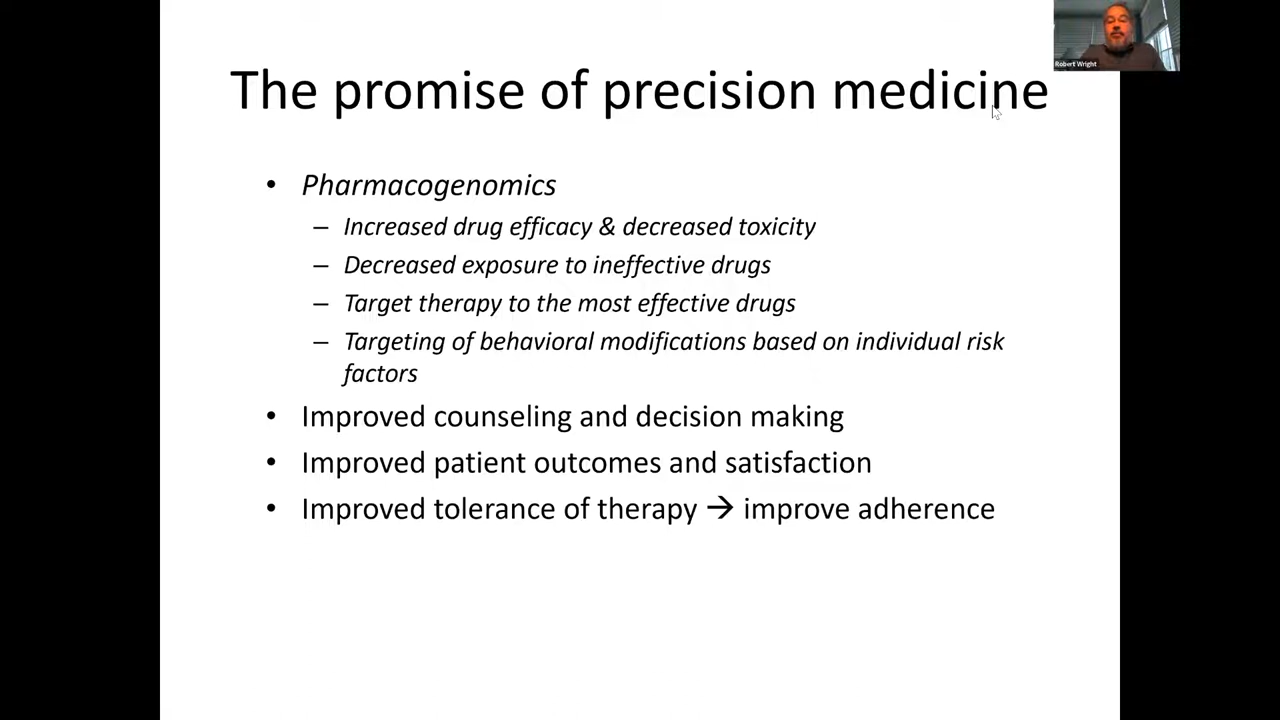 Robert Wright
The promise of precision medicine
• Pharmacogenomics
– Increased drug efficacy & decreased toxicity
– Decreased exposure to ineffective drugs
– Target therapy to the most effective drugs
– Targeting of behavioral modifications based on individual risk
factors
• Improved counseling and decision making
• Improved patient outcomes and satisfaction
• Improved tolerance of therapy → improve adherence